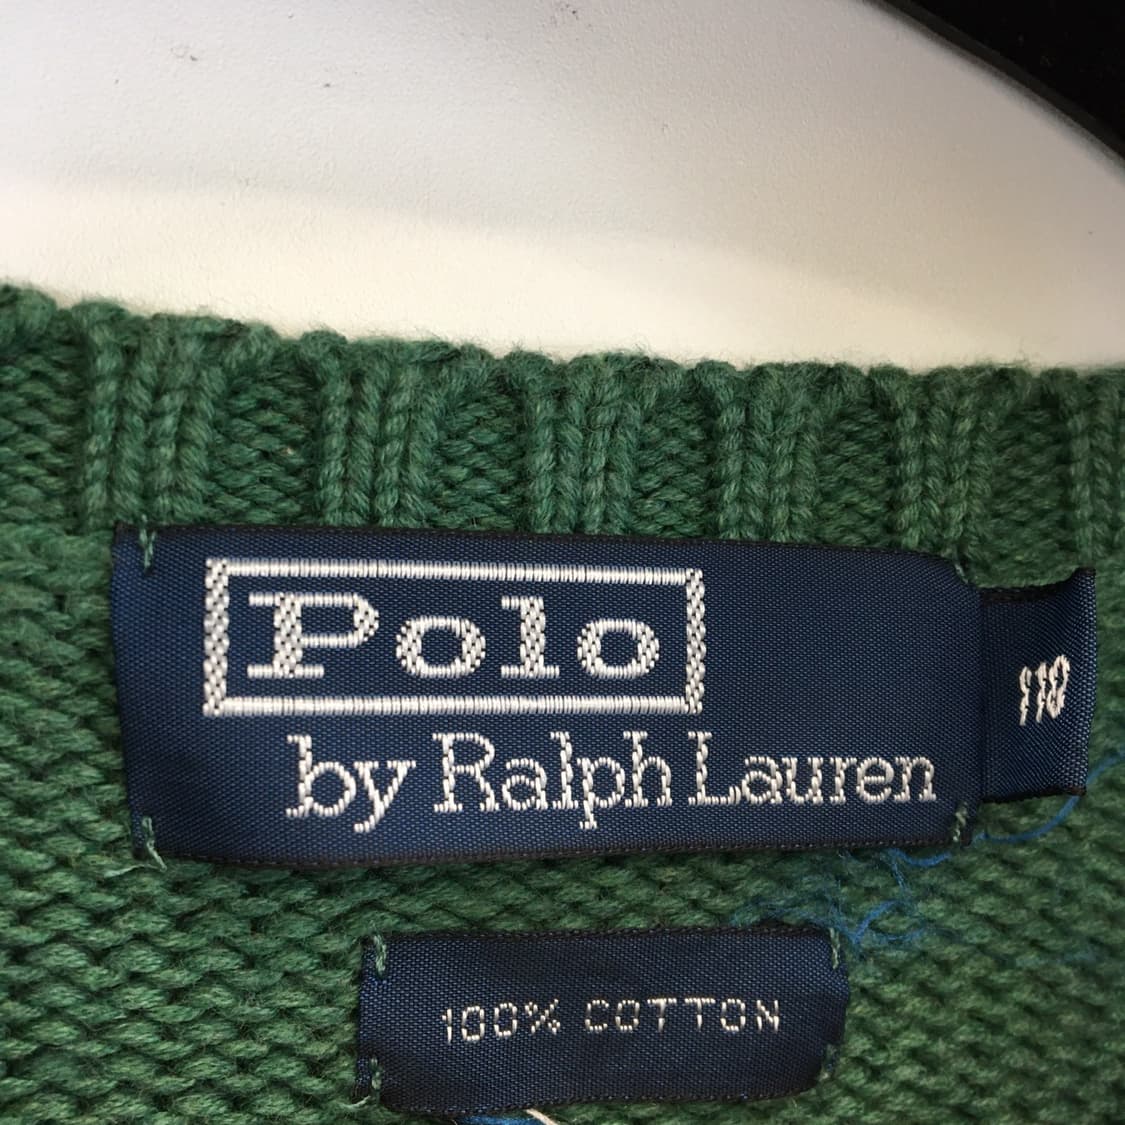 Polo
by Ralph Lauren
110
100% COTTON